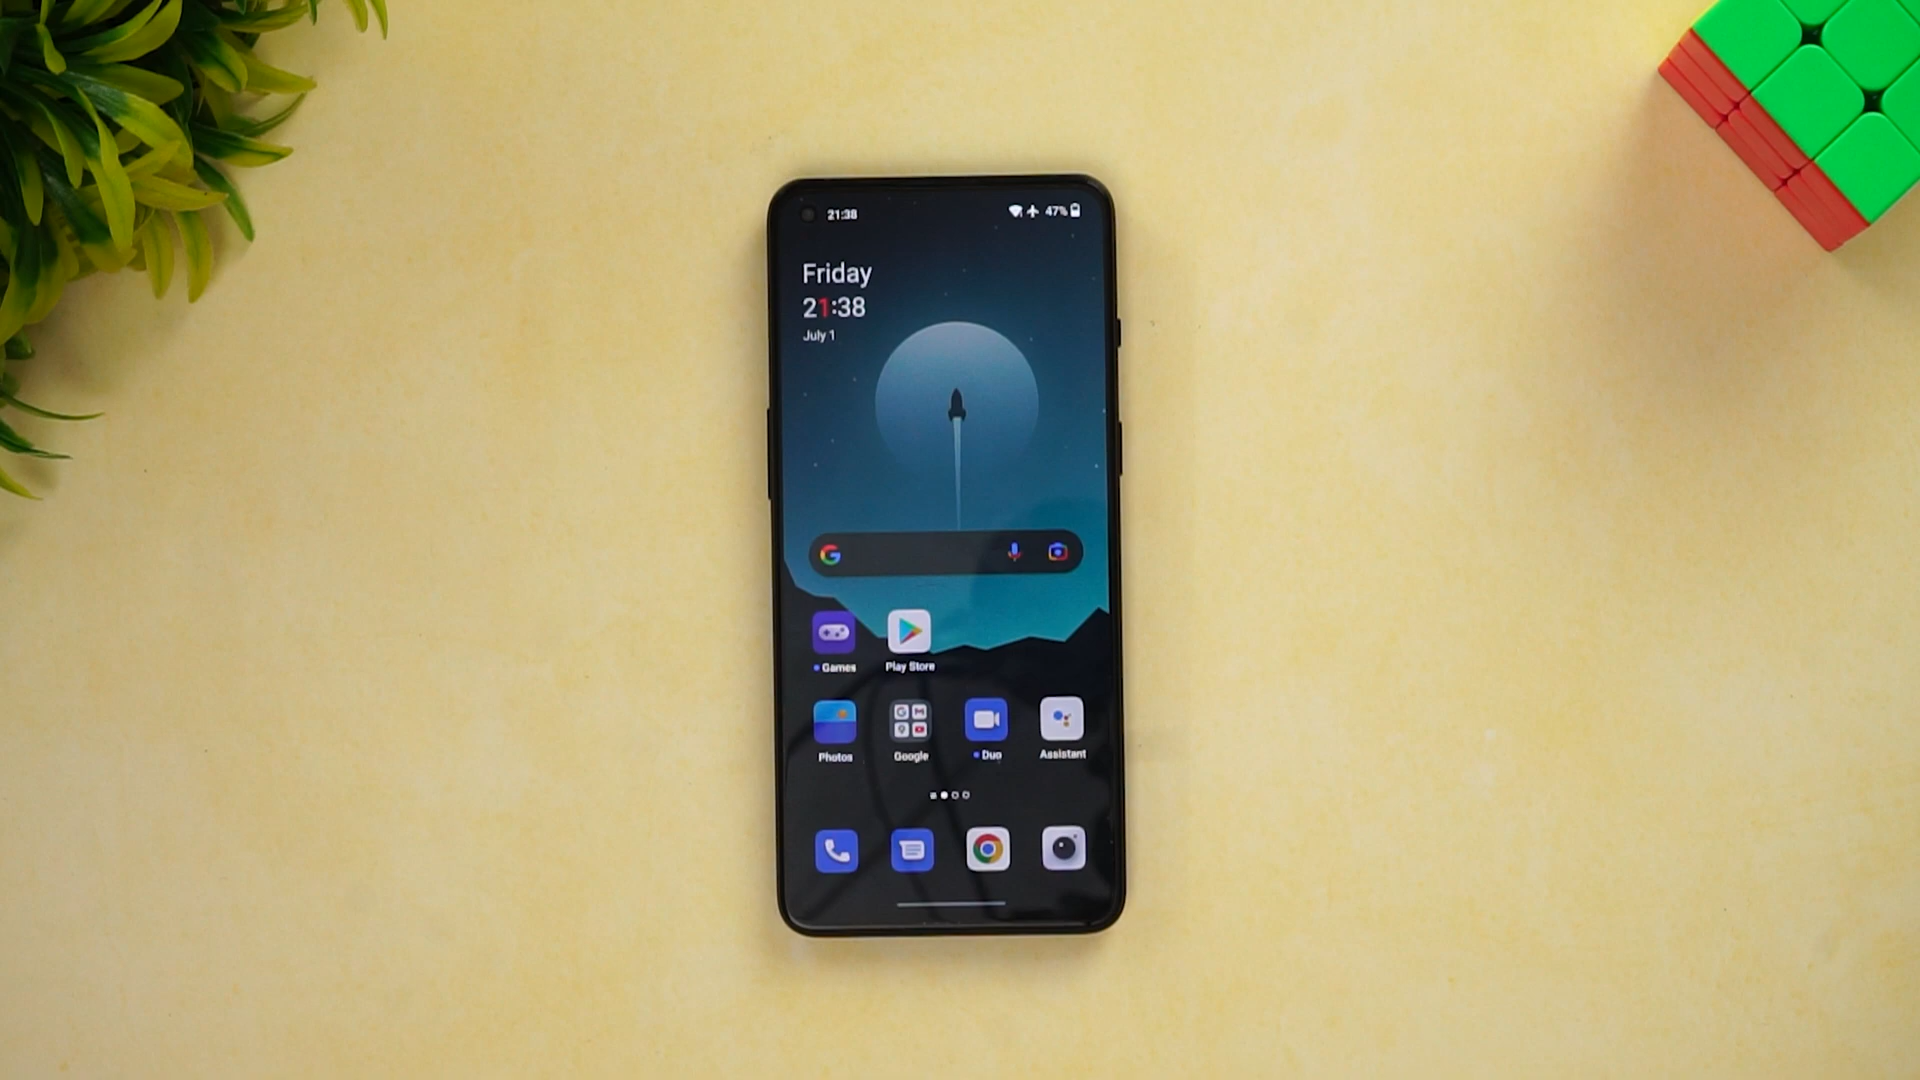 21:38
47%
Friday
21:38
July 1
Games
Play Store
Photos
Google
Duo
Assistant